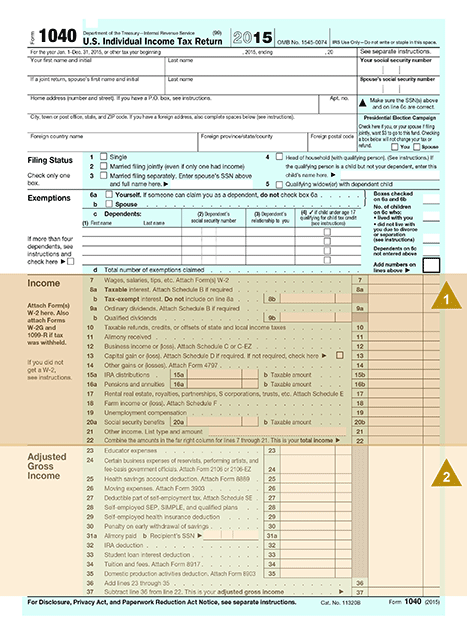 Form 1040 Department of the Treasury—Internal Revenue Service (99) U.S. Individual Income Tax Return 2015 OMB No. 1545-0074 IRS Use Only—Do not write or staple in this space.
For the year Jan. 1–Dec. 31, 2015, or other tax year beginning , 2015, ending , 20 See separate instructions.
Your first name and initial Last name Your social security number
If a joint return, spouse's first name and initial Last name Spouse's social security number
Home address (number and street). If you have a P.O. box, see instructions. Apt. no. ▲ Make sure the SSN(s) above and on line 6c are correct.
City, town or post office, state, and ZIP code. If you have a foreign address, also complete spaces below (see instructions).
Foreign country name Foreign province/state/county Foreign postal code
Presidential Election Campaign
Check here if you, or your spouse if filing
jointly, want $3 to go to this fund. Checking
a box below will not change your tax or
refund. You Spouse
Filing Status
Check only one
box.
1 Single
2 Married filing jointly (even if only one had income)
3 Married filing separately. Enter spouse's SSN above
and full name here. ►
4 Head of household (with qualifying person). (See instructions.) If
the qualifying person is a child but not your dependent, enter this
child's name here. ►
5 Qualifying widow(er) with dependent child
Exemptions
6a Yourself. If someone can claim you as a dependent, do not check box 6a
b Spouse
c Dependents:
(1) First name Last name
(2) Dependent's
social security number
(3) Dependent's
relationship to you
(4) ✓ if child under age 17
qualifying for child tax credit
(see instructions)
If more than four
dependents, see
instructions and
check here ►
d Total number of exemptions claimed
Boxes checked
on 6a and 6b
No. of children
on 6c who:
• lived with you
• did not live with
you due to divorce
or separation
(see instructions)
Dependents on 6c
not entered above
Add numbers on
lines above ►
Income
Attach Form(s)
W-2 here. Also
attach Forms
W-2G and
1099-R if tax
was withheld.
If you did not
get a W-2,
see instructions.
7 Wages, salaries, tips, etc. Attach Form(s) W-2 7
8a Taxable interest. Attach Schedule B if required 8a
b Tax-exempt interest. Do not include on line 8a 8b
9a Ordinary dividends. Attach Schedule B if required 9a
b Qualified dividends 9b
10 Taxable refunds, credits, or offsets of state and local income taxes 10
11 Alimony received 11
12 Business income or (loss). Attach Schedule C or C-EZ 12
13 Capital gain or (loss). Attach Schedule D if required. If not required, check here ► 13
14 Other gains or (losses). Attach Form 4797 14
15a IRA distributions 15a b Taxable amount 15b
16a Pensions and annuities 16a b Taxable amount 16b
17 Rental real estate, royalties, partnerships, S corporations, trusts, etc. Attach Schedule E 17
18 Farm income or (loss). Attach Schedule F 18
19 Unemployment compensation 19
20a Social security benefits 20a b Taxable amount 20b
21 Other income. List type and amount 21
22 Combine the amounts in the far right column for lines 7 through 21. This is your total income ► 22
1
Adjusted
Gross
Income
23 Educator expenses 23
24 Certain business expenses of reservists, performing artists, and
fee-basis government officials. Attach Form 2106 or 2106-EZ 24
25 Health savings account deduction. Attach Form 8889 25
26 Moving expenses. Attach Form 3903 26
27 Deductible part of self-employment tax. Attach Schedule SE 27
28 Self-employed SEP, SIMPLE, and qualified plans 28
29 Self-employed health insurance deduction 29
30 Penalty on early withdrawal of savings 30
31a Alimony paid b Recipient's SSN ► 31a
32 IRA deduction 32
33 Student loan interest deduction 33
34 Tuition and fees. Attach Form 8917 34
35 Domestic production activities deduction. Attach Form 8903 35
36 Add lines 23 through 35 36
37 Subtract line 36 from line 22. This is your adjusted gross income ► 37
2
For Disclosure, Privacy Act, and Paperwork Reduction Act Notice, see separate instructions. Cat. No. 11320B Form 1040 (2015)